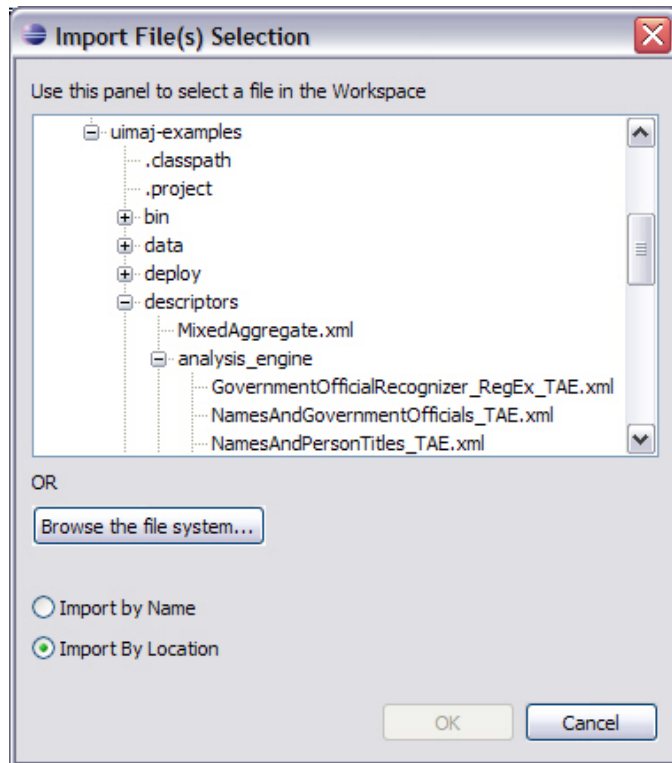 Import File(s) Selection
Use this panel to select a file in the Workspace
uimaj-examples
.classpath
.project
bin
data
deploy
descriptors
MixedAggregate.xml
analysis_engine
GovernmentOfficialRecognizer_RegEx_TAE.xml
NamesAndGovernmentOfficials_TAE.xml
NamesAndPersonTitles_TAE.xml
OR
Browse the file system...
Import by Name
Import By Location
OK
Cancel